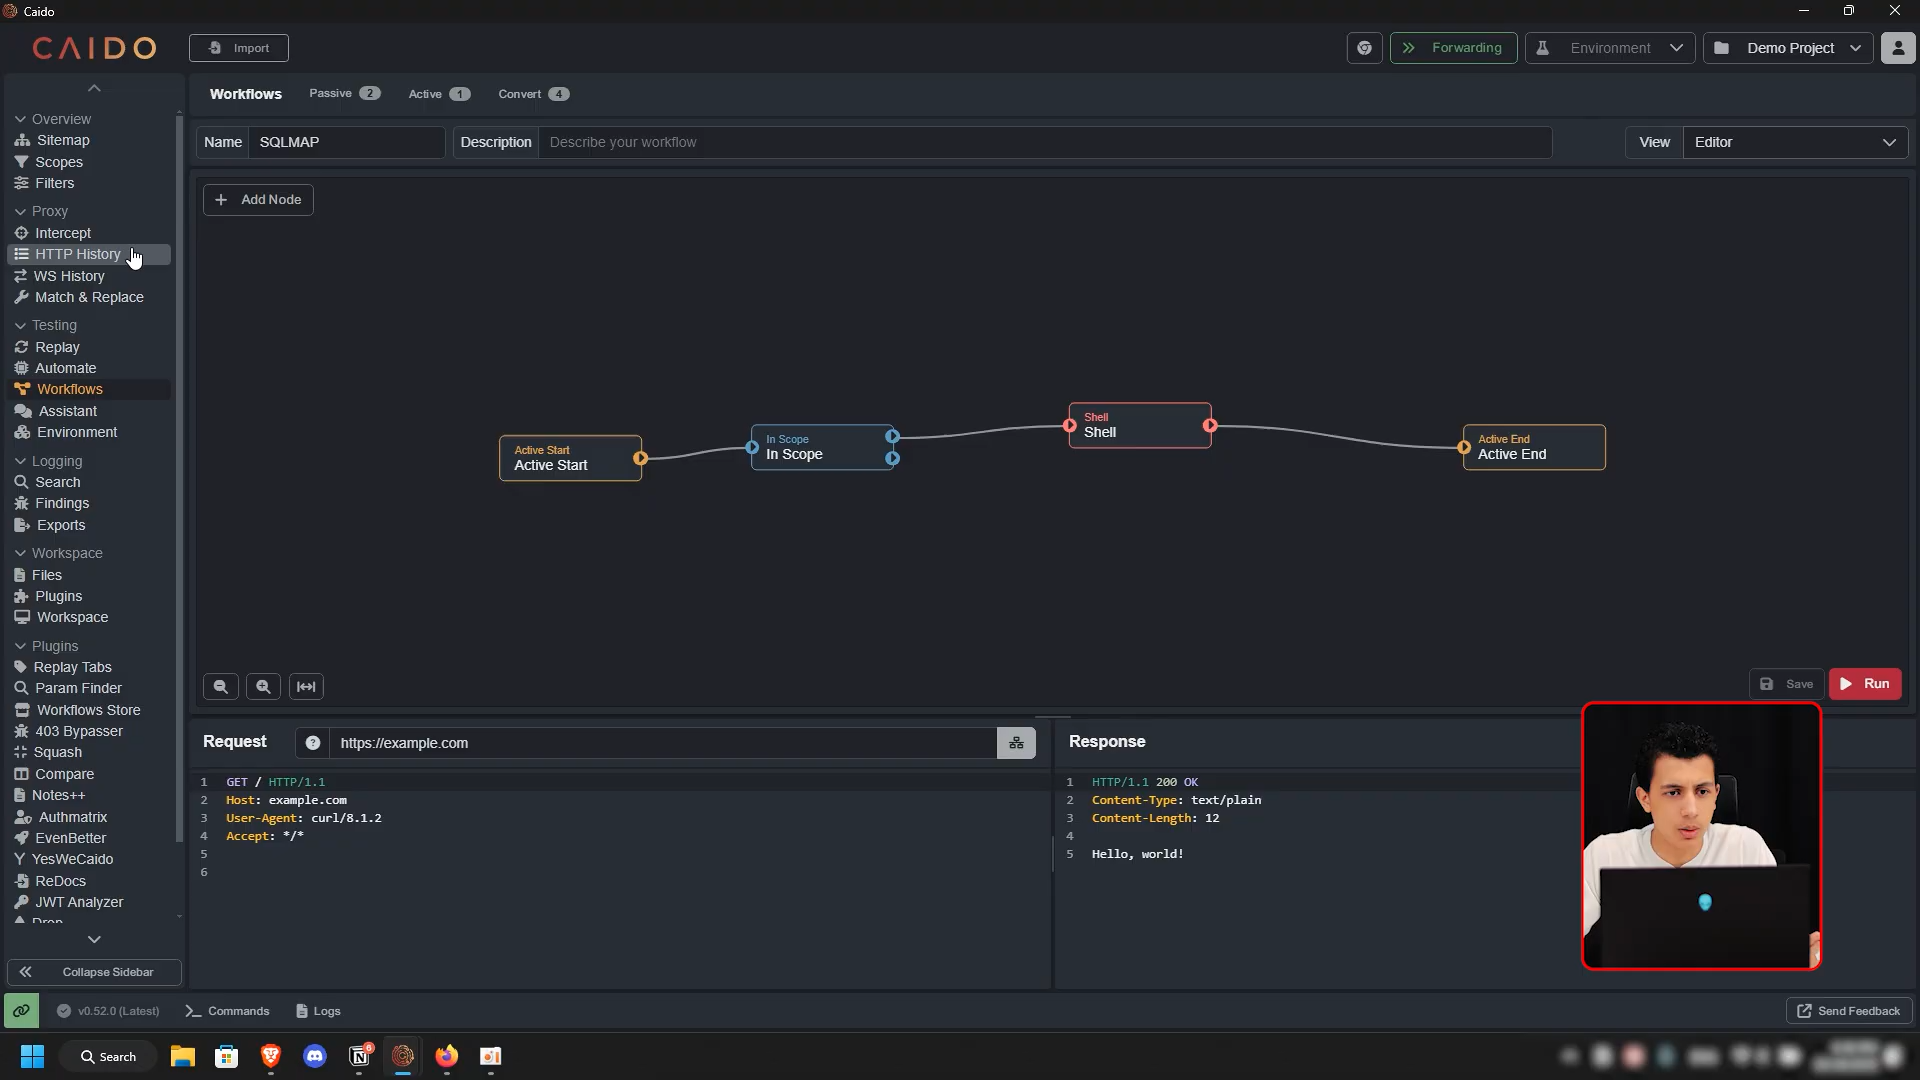 Caido
CAIDO
Import
Forwarding
Environment
Demo Project
Workflows
Passive 2
Active 1
Convert 4
Name
SQLMAP
Description
Describe your workflow
View
Editor
Overview
Sitemap
Scopes
Filters
Proxy
Intercept
HTTP History
WS History
Match & Replace
Testing
Replay
Automate
Workflows
Assistant
Environment
Logging
Search
Findings
Exports
Workspace
Files
Plugins
Workspace
Plugins
Replay Tabs
Param Finder
Workflows Store
403 Bypasser
Squash
Compare
Notes++
Authmatrix
EvenBetter
YesWeCaido
ReDocs
JWT Analyzer
Drop
Collapse Sidebar
+ Add Node
Active Start
Active Start
In Scope
In Scope
Shell
Shell
Active End
Active End
Save
Run
Request
https://example.com
1 GET / HTTP/1.1
2 Host: example.com
3 User-Agent: curl/8.1.2
4 Accept: */*
5
6
Response
1 HTTP/1.1 200 OK
2 Content-Type: text/plain
3 Content-Length: 12
4
5 Hello, world!
v0.52.0 (Latest)
Commands
Logs
Send Feedback
Search
6